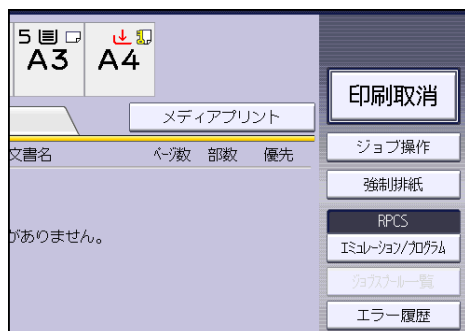 5
A3 A4
印刷取消
メディアプリント
ジョブ操作
文書名 ページ数 部数 優先
強制排紙
がありません。
RPCS
エミュレーション/プログラム
ジョブスプール一覧
エラー履歴